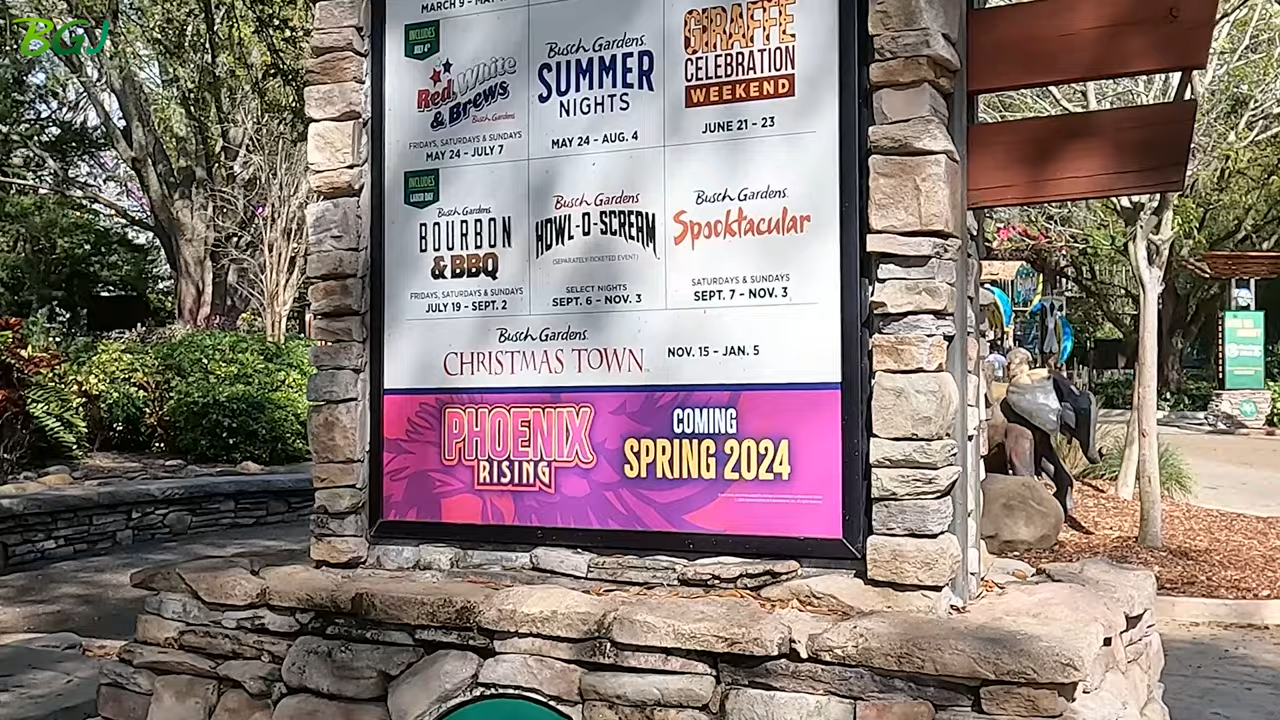 BGJ
MARCH 9 - MAY
INCLUDES
JULY 4TH
Red, White
& Brews
Busch Gardens
FRIDAYS, SATURDAYS & SUNDAYS
MAY 24 - JULY 7
Busch Gardens
SUMMER
NIGHTS
MAY 24 - AUG. 4
GIRAFFE
CELEBRATION
WEEKEND
JUNE 21 - 23
INCLUDES
LABOR DAY
Busch Gardens
BOURBON
& BBQ
FRIDAYS, SATURDAYS & SUNDAYS
JULY 19 - SEPT. 2
Busch Gardens
HOWL-O-SCREAM
(SEPARATELY-TICKETED EVENT)
SELECT NIGHTS
SEPT. 6 - NOV. 3
Busch Gardens
Spooktacular
SATURDAYS & SUNDAYS
SEPT. 7 - NOV. 3
Busch Gardens
CHRISTMAS TOWN
NOV. 15 - JAN. 5
PHOENIX
RISING
COMING
SPRING 2024